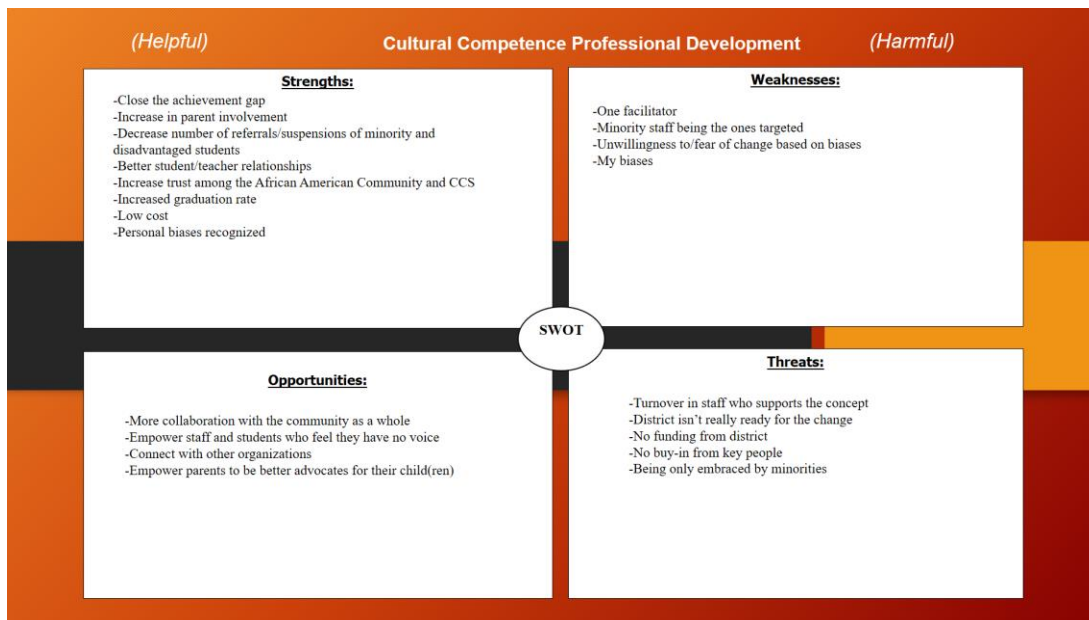 (Helpful)
Cultural Competence Professional Development
(Harmful)
Strengths:
-Close the achievement gap
-Increase in parent involvement
-Decrease number of referrals/suspensions of minority and
disadvantaged students
-Better student/teacher relationships
-Increase trust among the African American Community and CCS
-Increased graduation rate
-Low cost
-Personal biases recognized
Weaknesses:
-One facilitator
-Minority staff being the ones targeted
-Unwillingness to/fear of change based on biases
-My biases
SWOT
Opportunities:
-More collaboration with the community as a whole
-Empower staff and students who feel they have no voice
-Connect with other organizations
-Empower parents to be better advocates for their child(ren)
Threats:
-Turnover in staff who supports the concept
-District isn't really ready for the change
-No funding from district
-No buy-in from key people
-Being only embraced by minorities